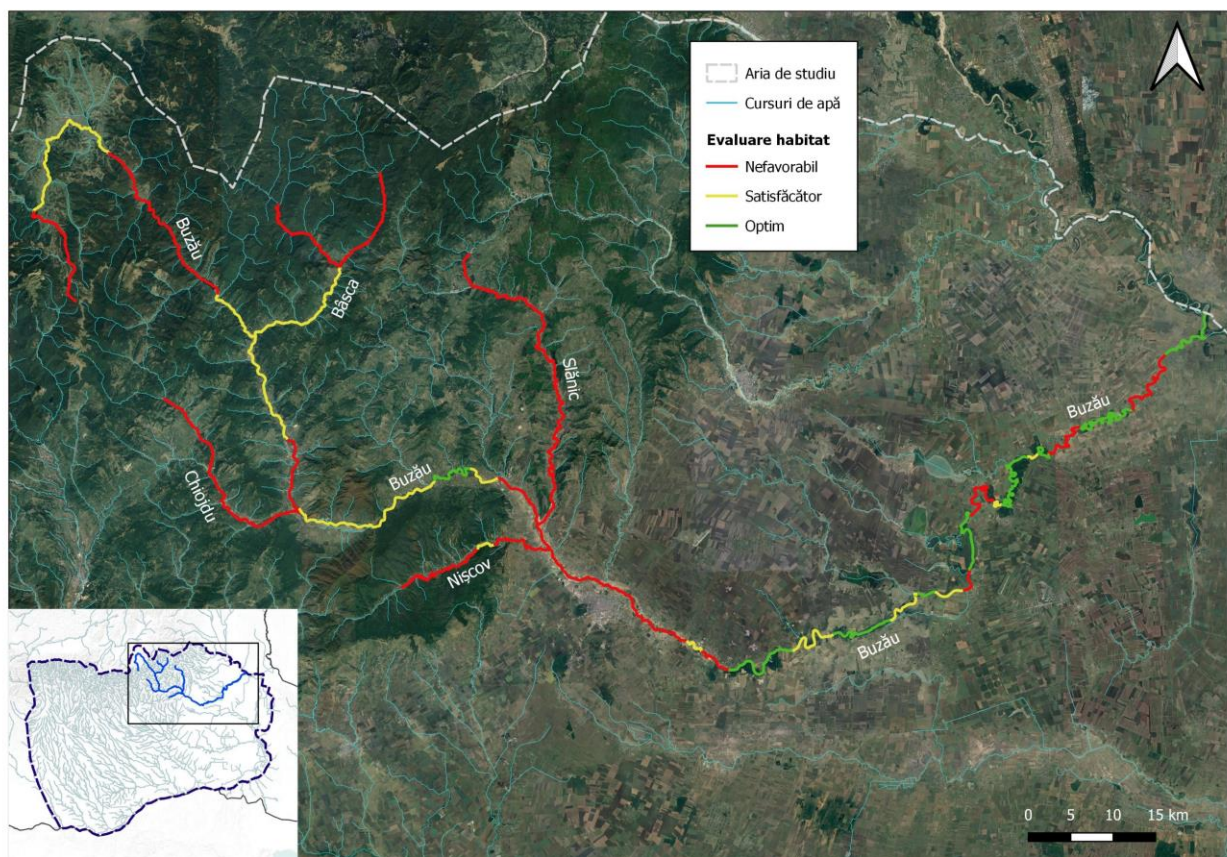 Aria de studiu
Cursuri de apă
Evaluare habitat
Nefavorabil
Satisfăcător
Optim
Buzău
Bâsca
Slănic
Chiojdu
Buzău
Nișcov
Buzău
Buzău
0 5 10 15 km